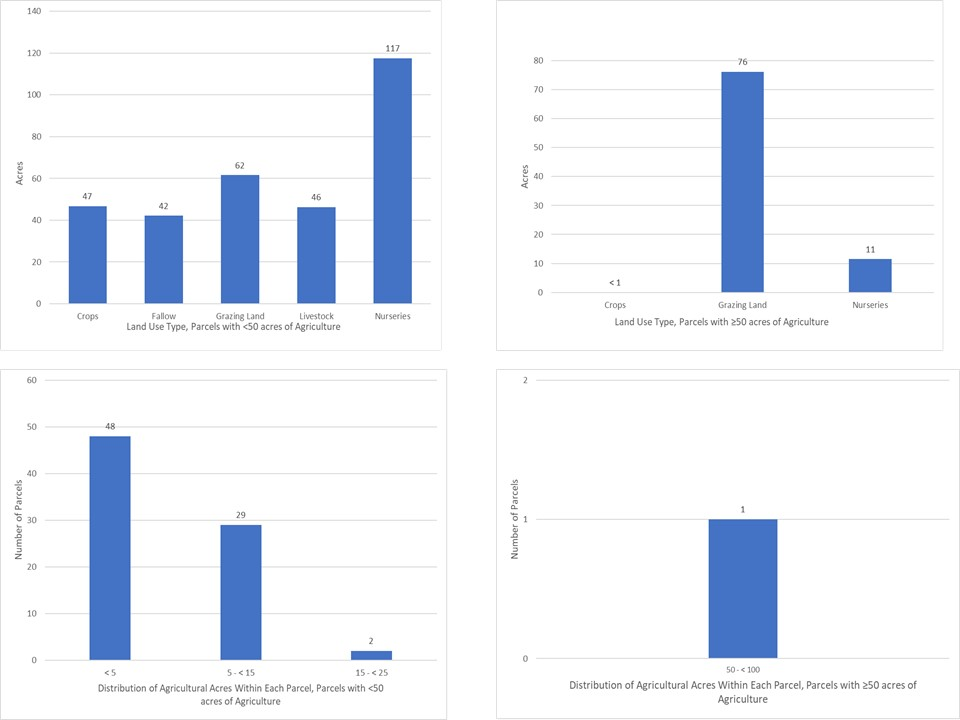 140
120
100
80
60
40
20
0
Acres
47
42
62
46
117
Crops Fallow Grazing Land Livestock Nurseries
Land Use Type, Parcels with <50 acres of Agriculture
80
70
60
50
40
30
20
10
0
Acres
< 1
76
11
Crops Grazing Land Nurseries
Land Use Type, Parcels with ≥50 acres of Agriculture
60
50
40
30
20
10
0
Number of Parcels
48
29
2
< 5 5 - < 15 15 - < 25
Distribution of Agricultural Acres Within Each Parcel, Parcels with <50
acres of Agriculture
2
1
0
Number of Parcels
1
50 - < 100
Distribution of Agricultural Acres Within Each Parcel, Parcels with ≥50 acres of
Agriculture